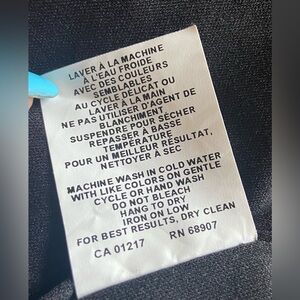 LAVER À LA MACHINE
À L'EAU FROIDE
AVEC DES COULEURS
SEMBLABLES
AU CYCLE DÉLICAT OU
LAVER À LA MAIN
NE PAS UTILISER D'AGENT DE
BLANCHIMENT
SUSPENDRE POUR SÉCHER
REPASSER À BASSE
TEMPÉRATURE
POUR UN MEILLEUR RÉSULTAT,
NETTOYER À SEC
MACHINE WASH IN COLD WATER
WITH LIKE COLORS ON GENTLE
CYCLE OR HAND WASH
DO NOT BLEACH
HANG TO DRY
IRON ON LOW
FOR BEST RESULTS, DRY CLEAN
CA 01217 RN 68907